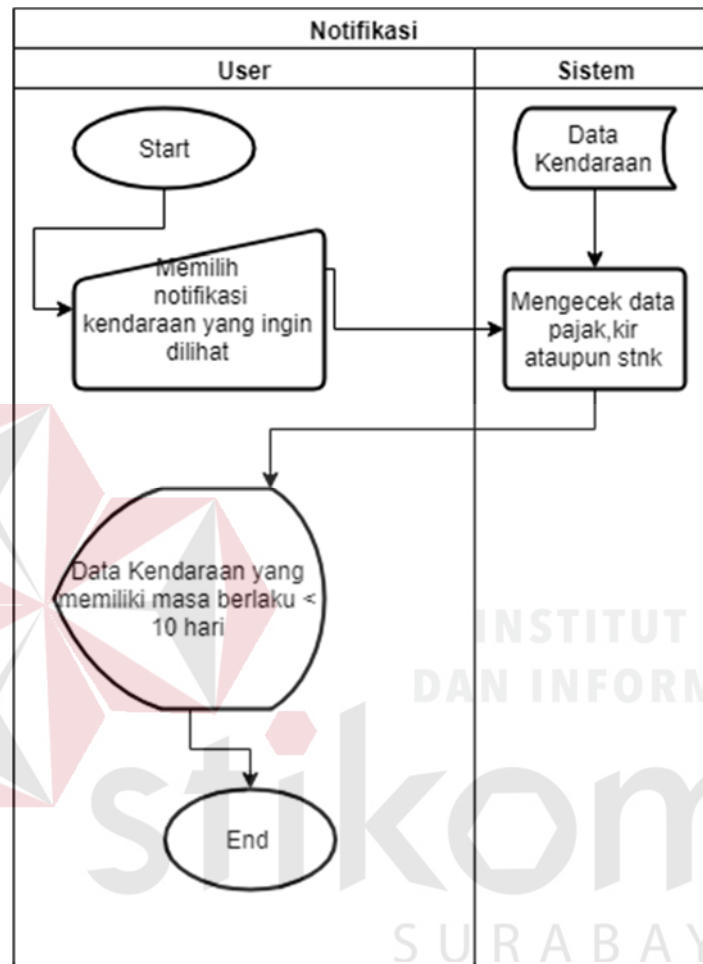 Notifikasi
User
Sistem
Start
Data
Kendaraan
Memilih
notifikasi
kendaraan yang ingin
dilihat
Mengecek data
pajak,kir
ataupun stnk
Data Kendaraan yang
memiliki masa berlaku <
10 hari
End
INSTITUT
DAN INFORM
stikom
SURABAY